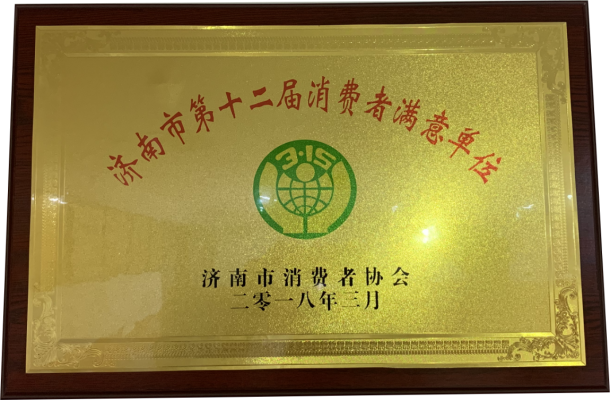 济南市第十二届消费者满意单位
3·15
济南市消费者协会
二零一八年三月